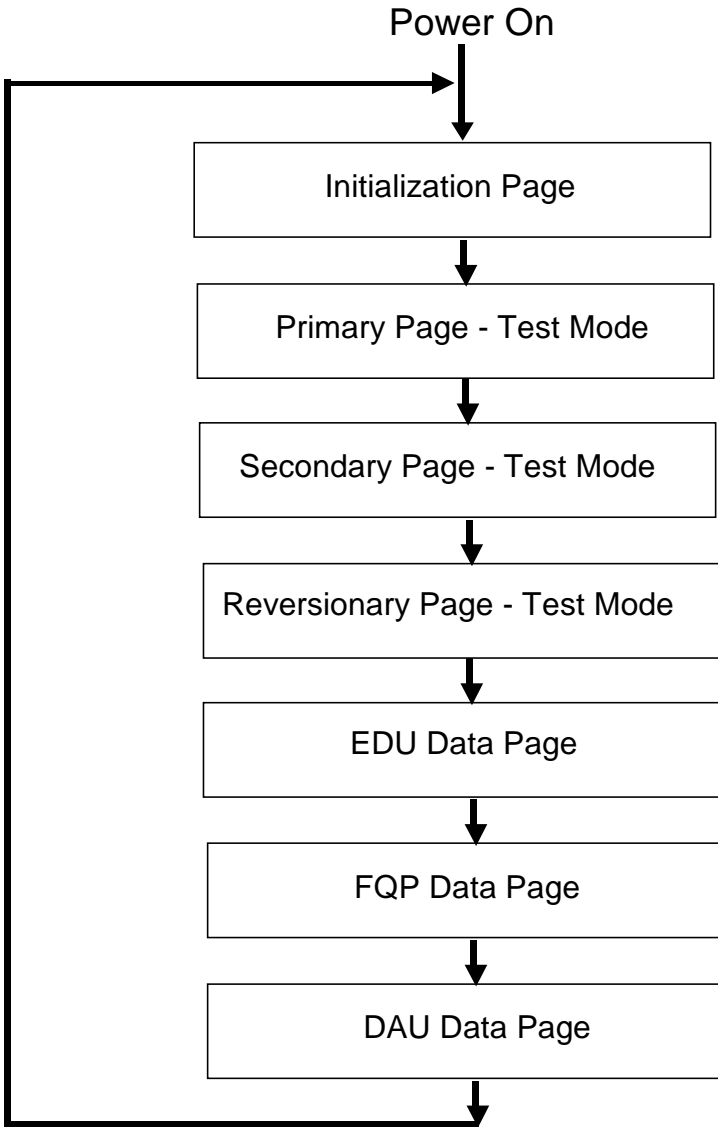 Power On
Initialization Page
Primary Page - Test Mode
Secondary Page - Test Mode
Reversionary Page - Test Mode
EDU Data Page
FQP Data Page
DAU Data Page